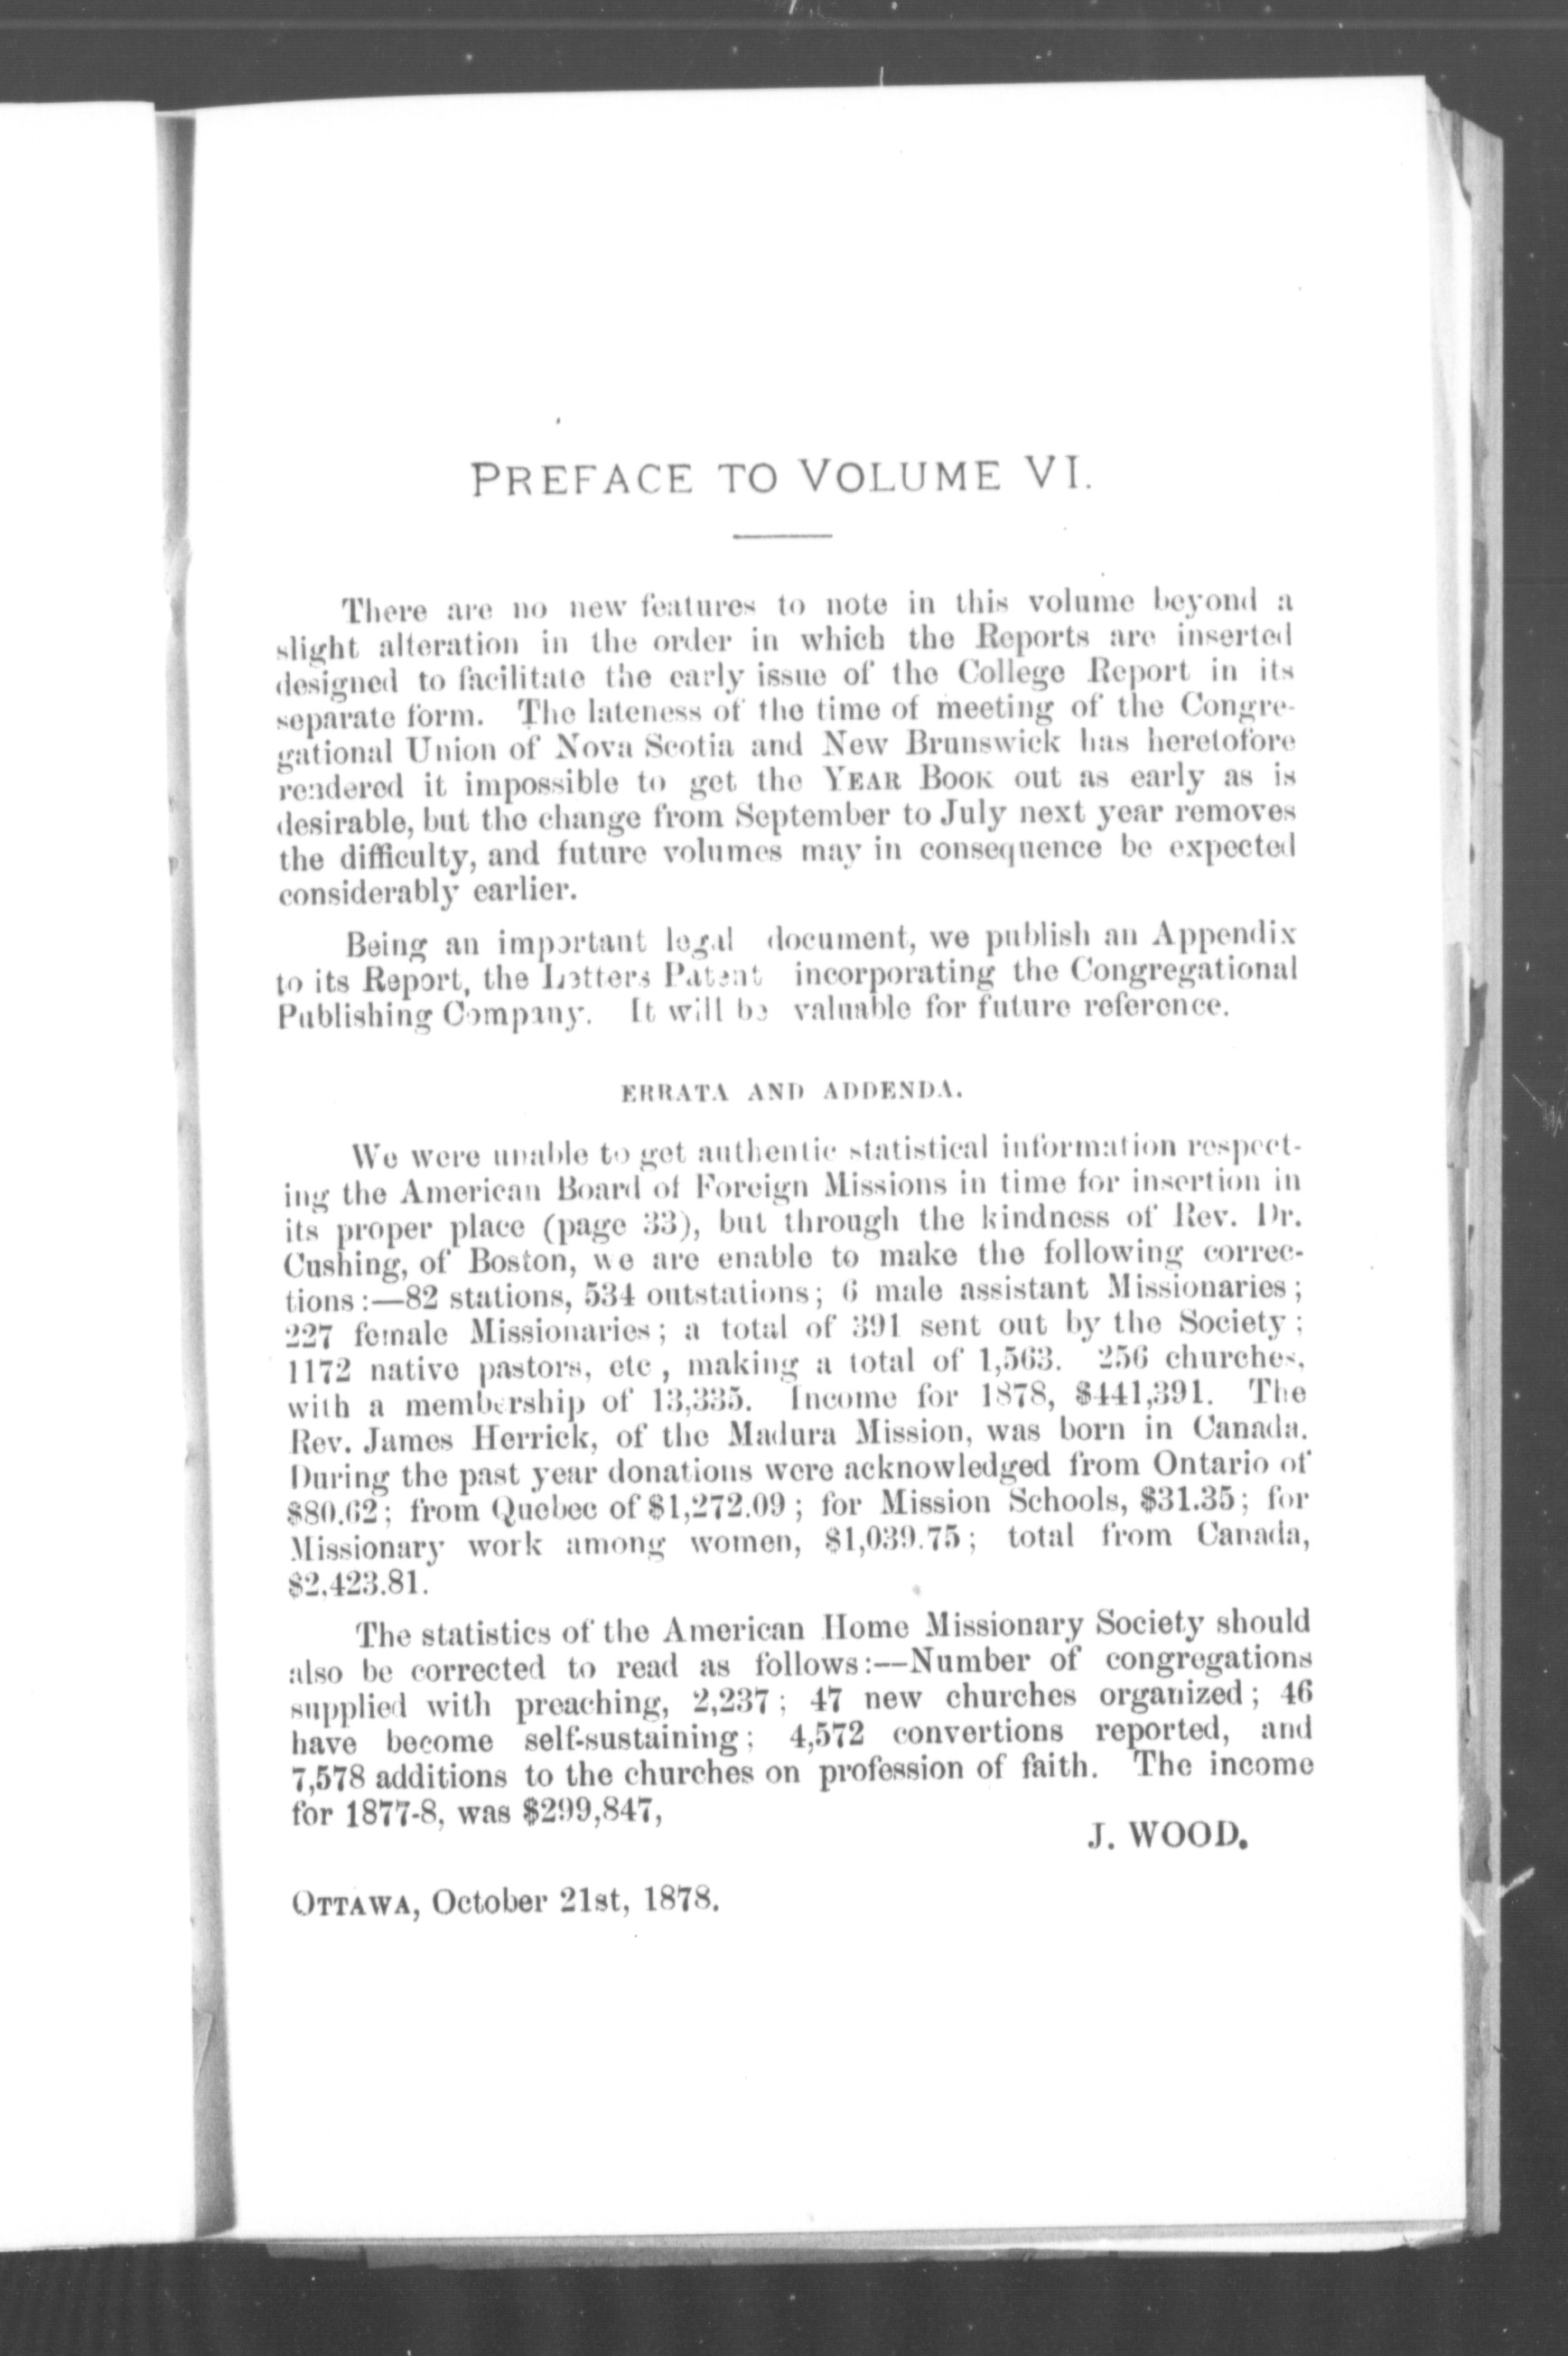 PREFACE TO VOLUME VI.
There are no new features to note in this volume beyond a
slight alteration in the order in which the Reports are inserted
designed to facilitate the early issue of the College Report in its
separate form. The lateness of the time of meeting of the Congre-
gational Union of Nova Scotia and New Brunswick has heretofore
rendered it impossible to get the YEAR BOOK out as early as is
desirable, but the change from September to July next year removes
the difficulty, and future volumes may in consequence be expected
considerably earlier.
Being an important legal document, we publish an Appendix
to its Report, the Letters Patent incorporating the Congregational
Publishing Company. It will be valuable for future reference.
ERRATA AND ADDENDA.
We were unable to get authentic statistical information respect-
ing the American Board of Foreign Missions in time for insertion in
its proper place (page 33), but through the kindness of Rev. Dr.
Cushing, of Boston, we are enable to make the following correc-
tions:—82 stations, 534 outstations; 6 male assistant Missionaries;
227 female Missionaries; a total of 391 sent out by the Society;
1172 native pastors, etc, making a total of 1,563. 256 churches,
with a membership of 13,335. Income for 1878, $441,391. The
Rev. James Herrick, of the Madura Mission, was born in Canada.
During the past year donations were acknowledged from Ontario of
$80.62; from Quebec of $1,272.09; for Mission Schools, $31.35; for
Missionary work among women, $1,039.75; total from Canada,
$2,423.81.
The statistics of the American Home Missionary Society should
also be corrected to read as follows:—Number of congregations
supplied with preaching, 2,237; 47 new churches organized; 46
have become self-sustaining; 4,572 convertions reported, and
7,578 additions to the churches on profession of faith. The income
for 1877-8, was $299,847,
J. WOOD.
OTTAWA, October 21st, 1878.